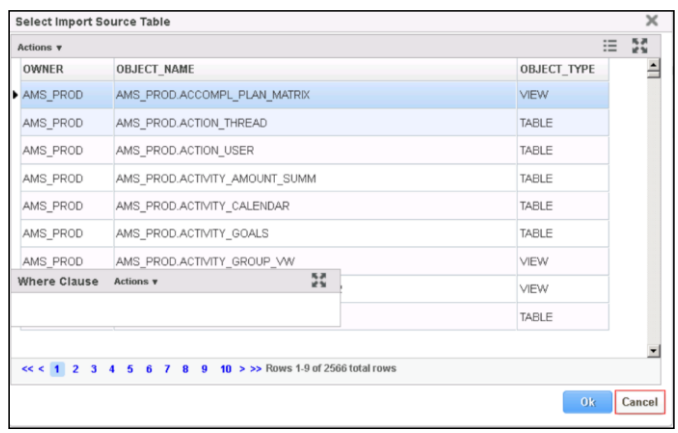 Select Import Source Table
Actions ▾
OWNER OBJECT_NAME OBJECT_TYPE
AMS_PROD AMS_PROD.ACCOMPL_PLAN_MATRIX VIEW
AMS_PROD AMS_PROD.ACTION_THREAD TABLE
AMS_PROD AMS_PROD.ACTION_USER TABLE
AMS_PROD AMS_PROD.ACTIVITY_AMOUNT_SUMM TABLE
AMS_PROD AMS_PROD.ACTIVITY_CALENDAR TABLE
AMS_PROD AMS_PROD.ACTIVITY_GOALS TABLE
AMS_PROD AMS_PROD.ACTIVITY_GROUP_VW VIEW
Where Clause Actions ▾
VIEW
TABLE
<< < 1 2 3 4 5 6 7 8 9 10 > >> Rows 1-9 of 2566 total rows
Ok Cancel